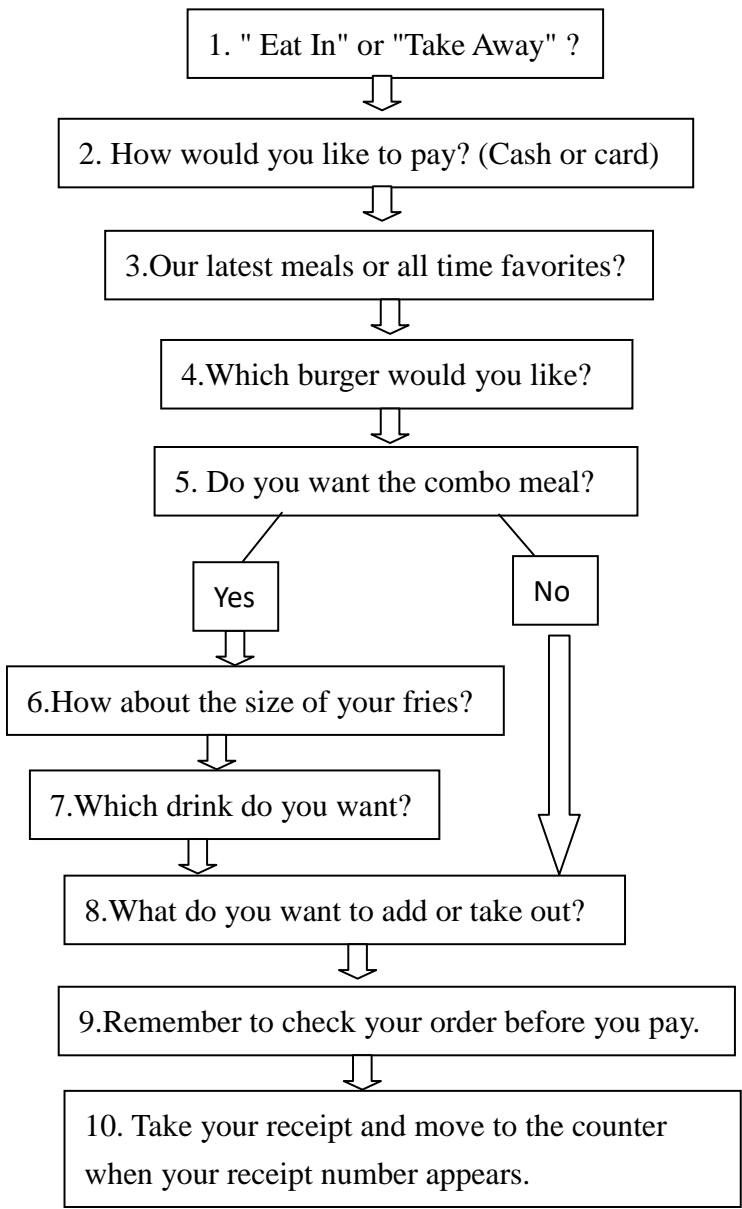 1. " Eat In" or "Take Away" ?
2. How would you like to pay? (Cash or card)
3.Our latest meals or all time favorites?
4.Which burger would you like?
5. Do you want the combo meal?
Yes
No
6.How about the size of your fries?
7.Which drink do you want?
8.What do you want to add or take out?
9.Remember to check your order before you pay.
10. Take your receipt and move to the counter
when your receipt number appears.